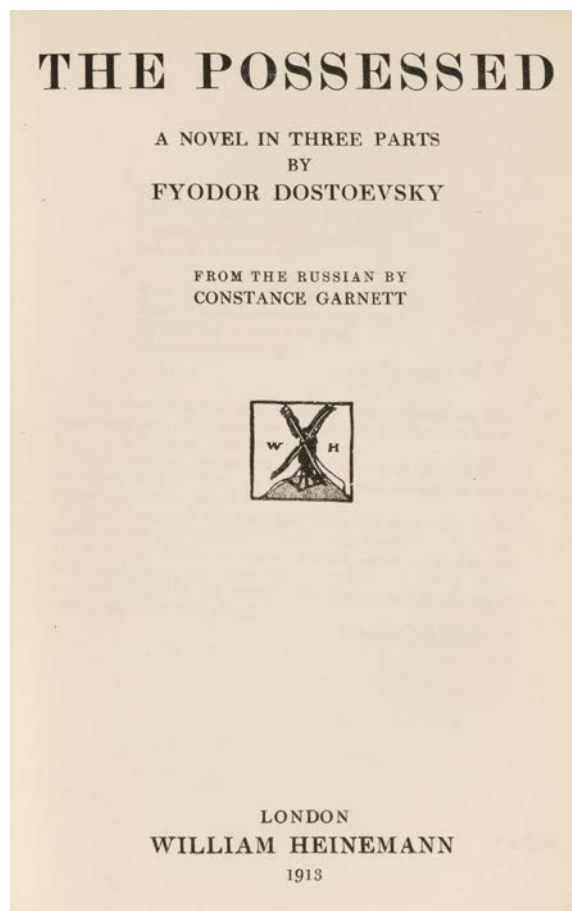 THE POSSESSED
A NOVEL IN THREE PARTS
BY
FYODOR DOSTOEVSKY
FROM THE RUSSIAN BY
CONSTANCE GARNETT
W H
LONDON
WILLIAM HEINEMANN
1913